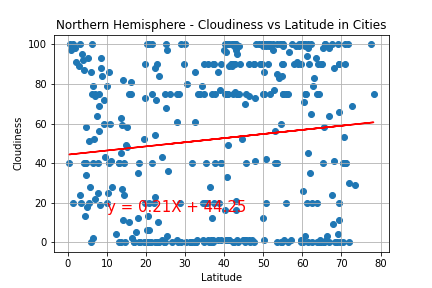 Northern Hemisphere - Cloudiness vs Latitude in Cities
100
80
60
40
20
0
Cloudiness
y = 0.21X + 44.25
0 10 20 30 40 50 60 70 80
Latitude